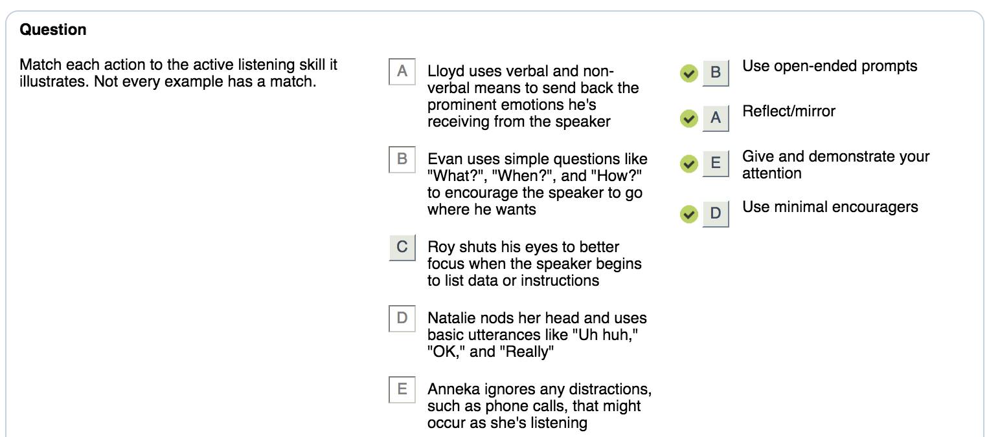 Question
Match each action to the active listening skill it
illustrates. Not every example has a match.
A
Lloyd uses verbal and non-
verbal means to send back the
prominent emotions he's
receiving from the speaker
B
Evan uses simple questions like
"What?", "When?", and "How?"
to encourage the speaker to go
where he wants
C
Roy shuts his eyes to better
focus when the speaker begins
to list data or instructions
D
Natalie nods her head and uses
basic utterances like "Uh huh,"
"OK," and "Really"
E
Anneka ignores any distractions,
such as phone calls, that might
occur as she's listening
B
Use open-ended prompts
A
Reflect/mirror
E
Give and demonstrate your
attention
D
Use minimal encouragers